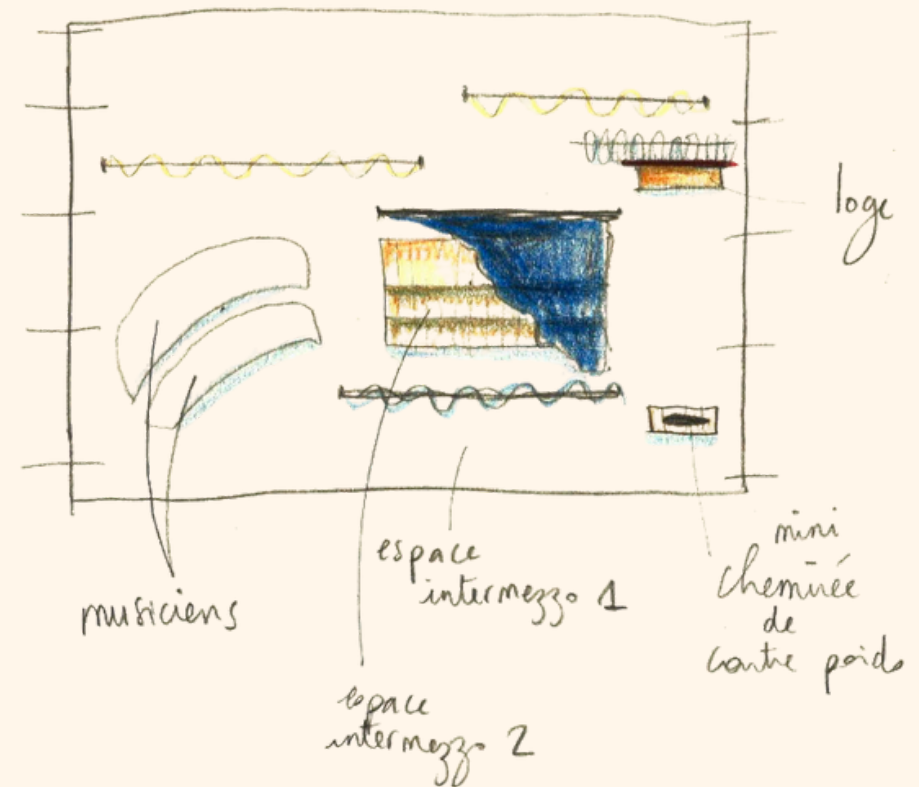 loge
musiciens
espace
intermezzo 1
espace
intermezzo 2
mini
cheminée
de
contre poids